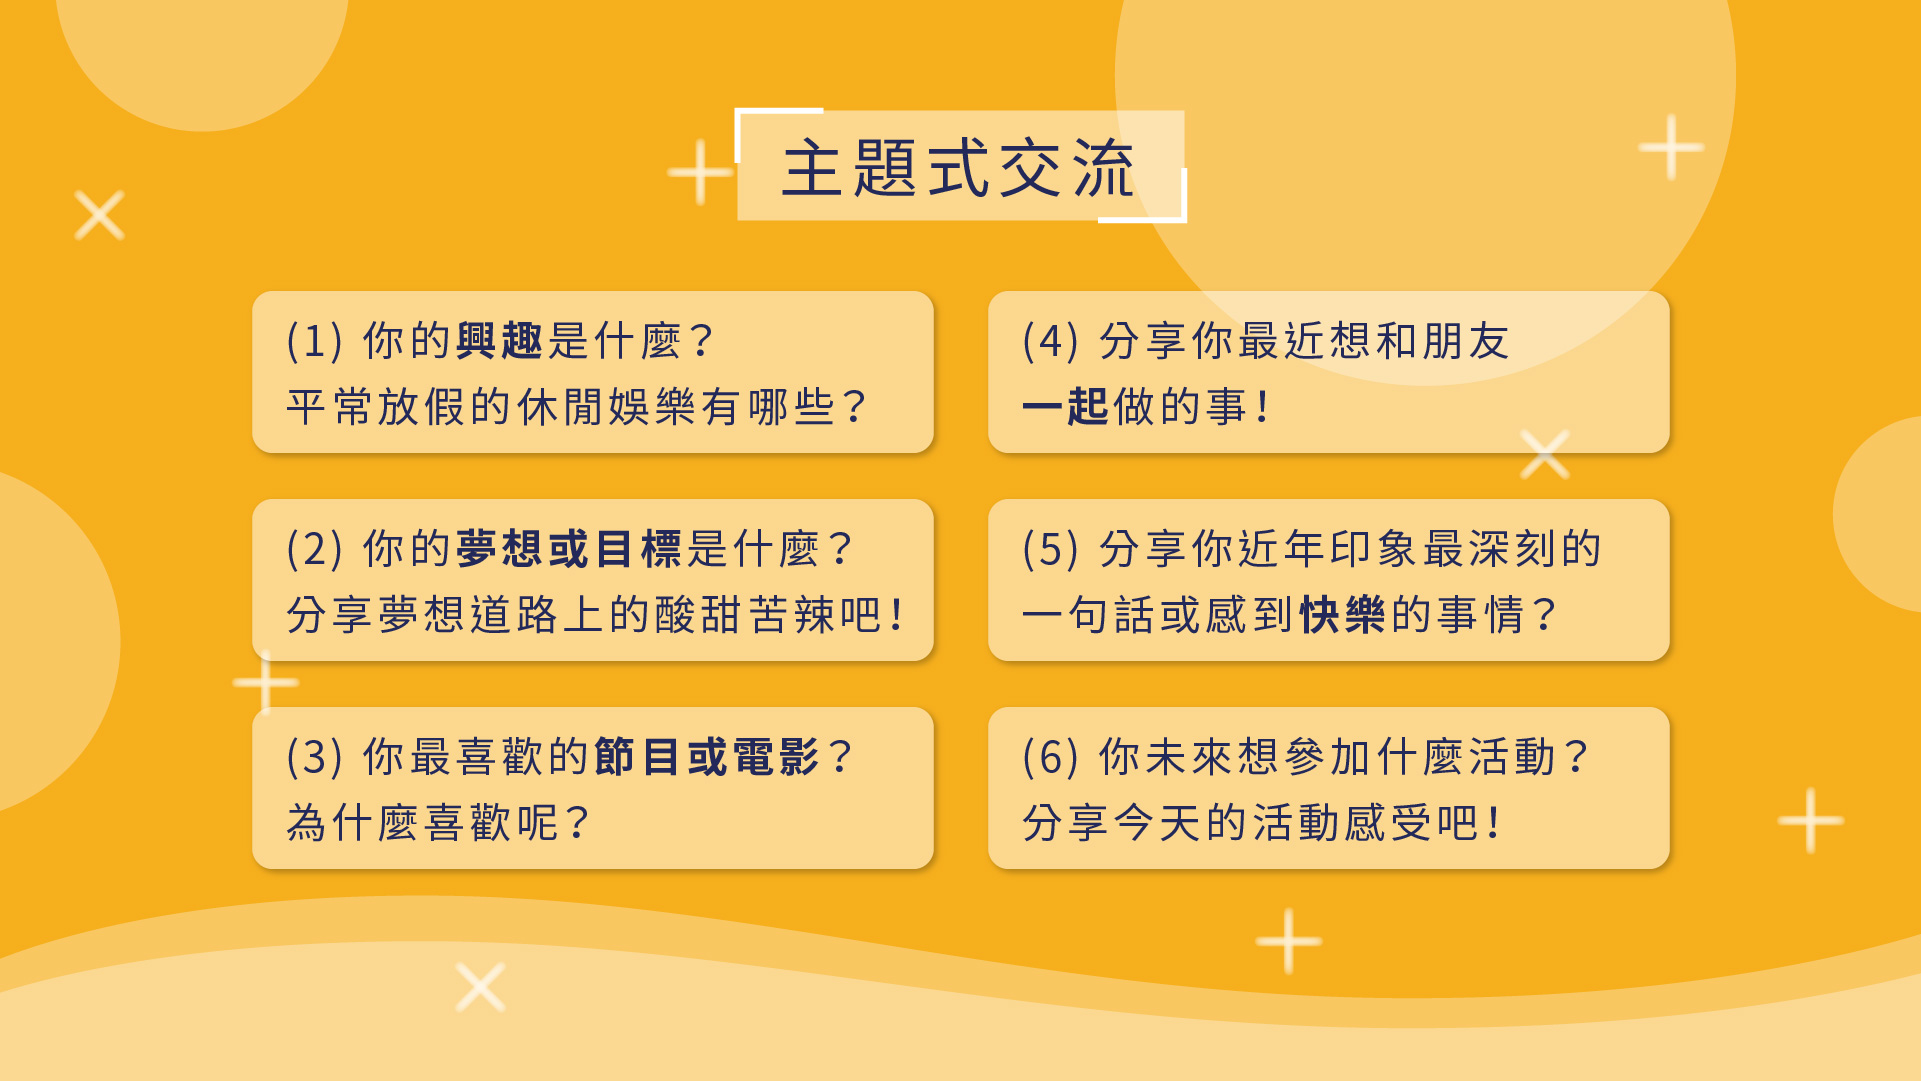 主題式交流
(1) 你的興趣是什麼？
平常放假的休閒娛樂有哪些？
(2) 你的夢想或目標是什麼？
分享夢想道路上的酸甜苦辣吧！
(3) 你最喜歡的節目或電影？
為什麼喜歡呢？
(4) 分享你最近想和朋友
一起做的事！
(5) 分享你近年印象最深刻的
一句話或感到快樂的事情？
(6) 你未來想參加什麼活動？
分享今天的活動感受吧！